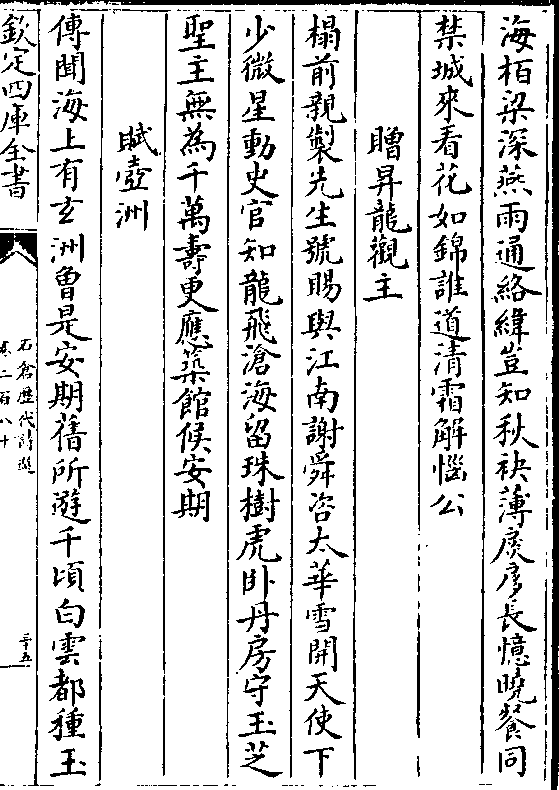 海栢梁深燕雨通絡緯豈知秋袂薄扊扅長憶曉餐同
禁城來看花如錦誰道清霜解惱公
贈昇龍觀主
榻前親製先生號賜與江南謝舜咨太華雪開天使下
少微星動史官知龍飛滄海留珠樹虎卧丹房守玉芝
聖主無為千萬壽更應築館候安期
賦壺洲
傳聞海上有玄洲曾是安期舊所遊千頃白雲都種玉
欽定四庫全書
石倉歷代詩選
卷二百八十
三十五